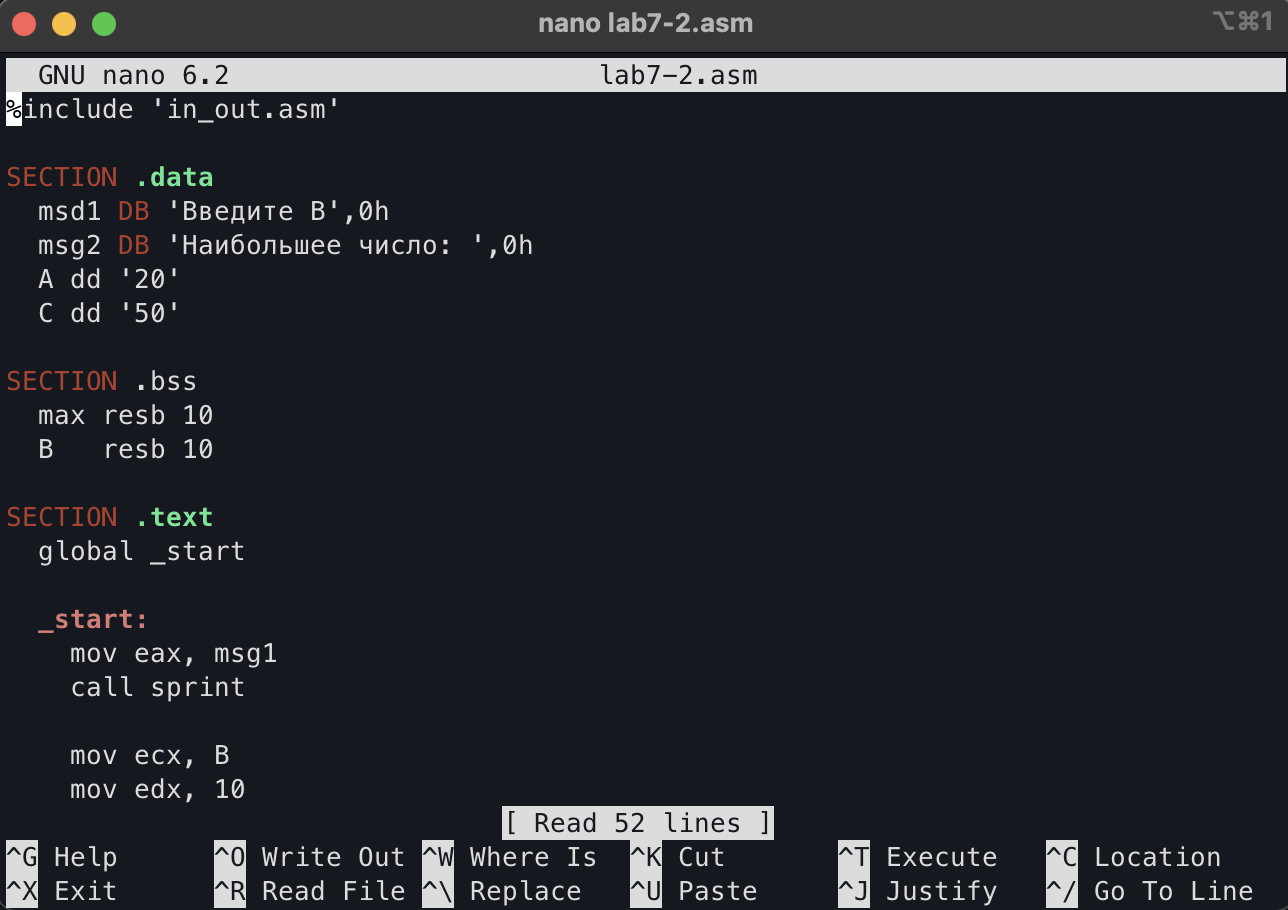 nano lab7-2.asm ⌥⌘1
GNU nano 6.2 lab7-2.asm
%include 'in_out.asm'
SECTION .data
msd1 DB 'Введите B',0h
msg2 DB 'Наибольшее число: ',0h
A dd '20'
C dd '50'
SECTION .bss
max resb 10
B   resb 10
SECTION .text
global _start
_start:
mov eax, msg1
call sprint
mov ecx, B
mov edx, 10
[ Read 52 lines ]
^G Help ^O Write Out ^W Where Is ^K Cut ^T Execute ^C Location
^X Exit ^R Read File ^\ Replace ^U Paste ^J Justify ^/ Go To Line